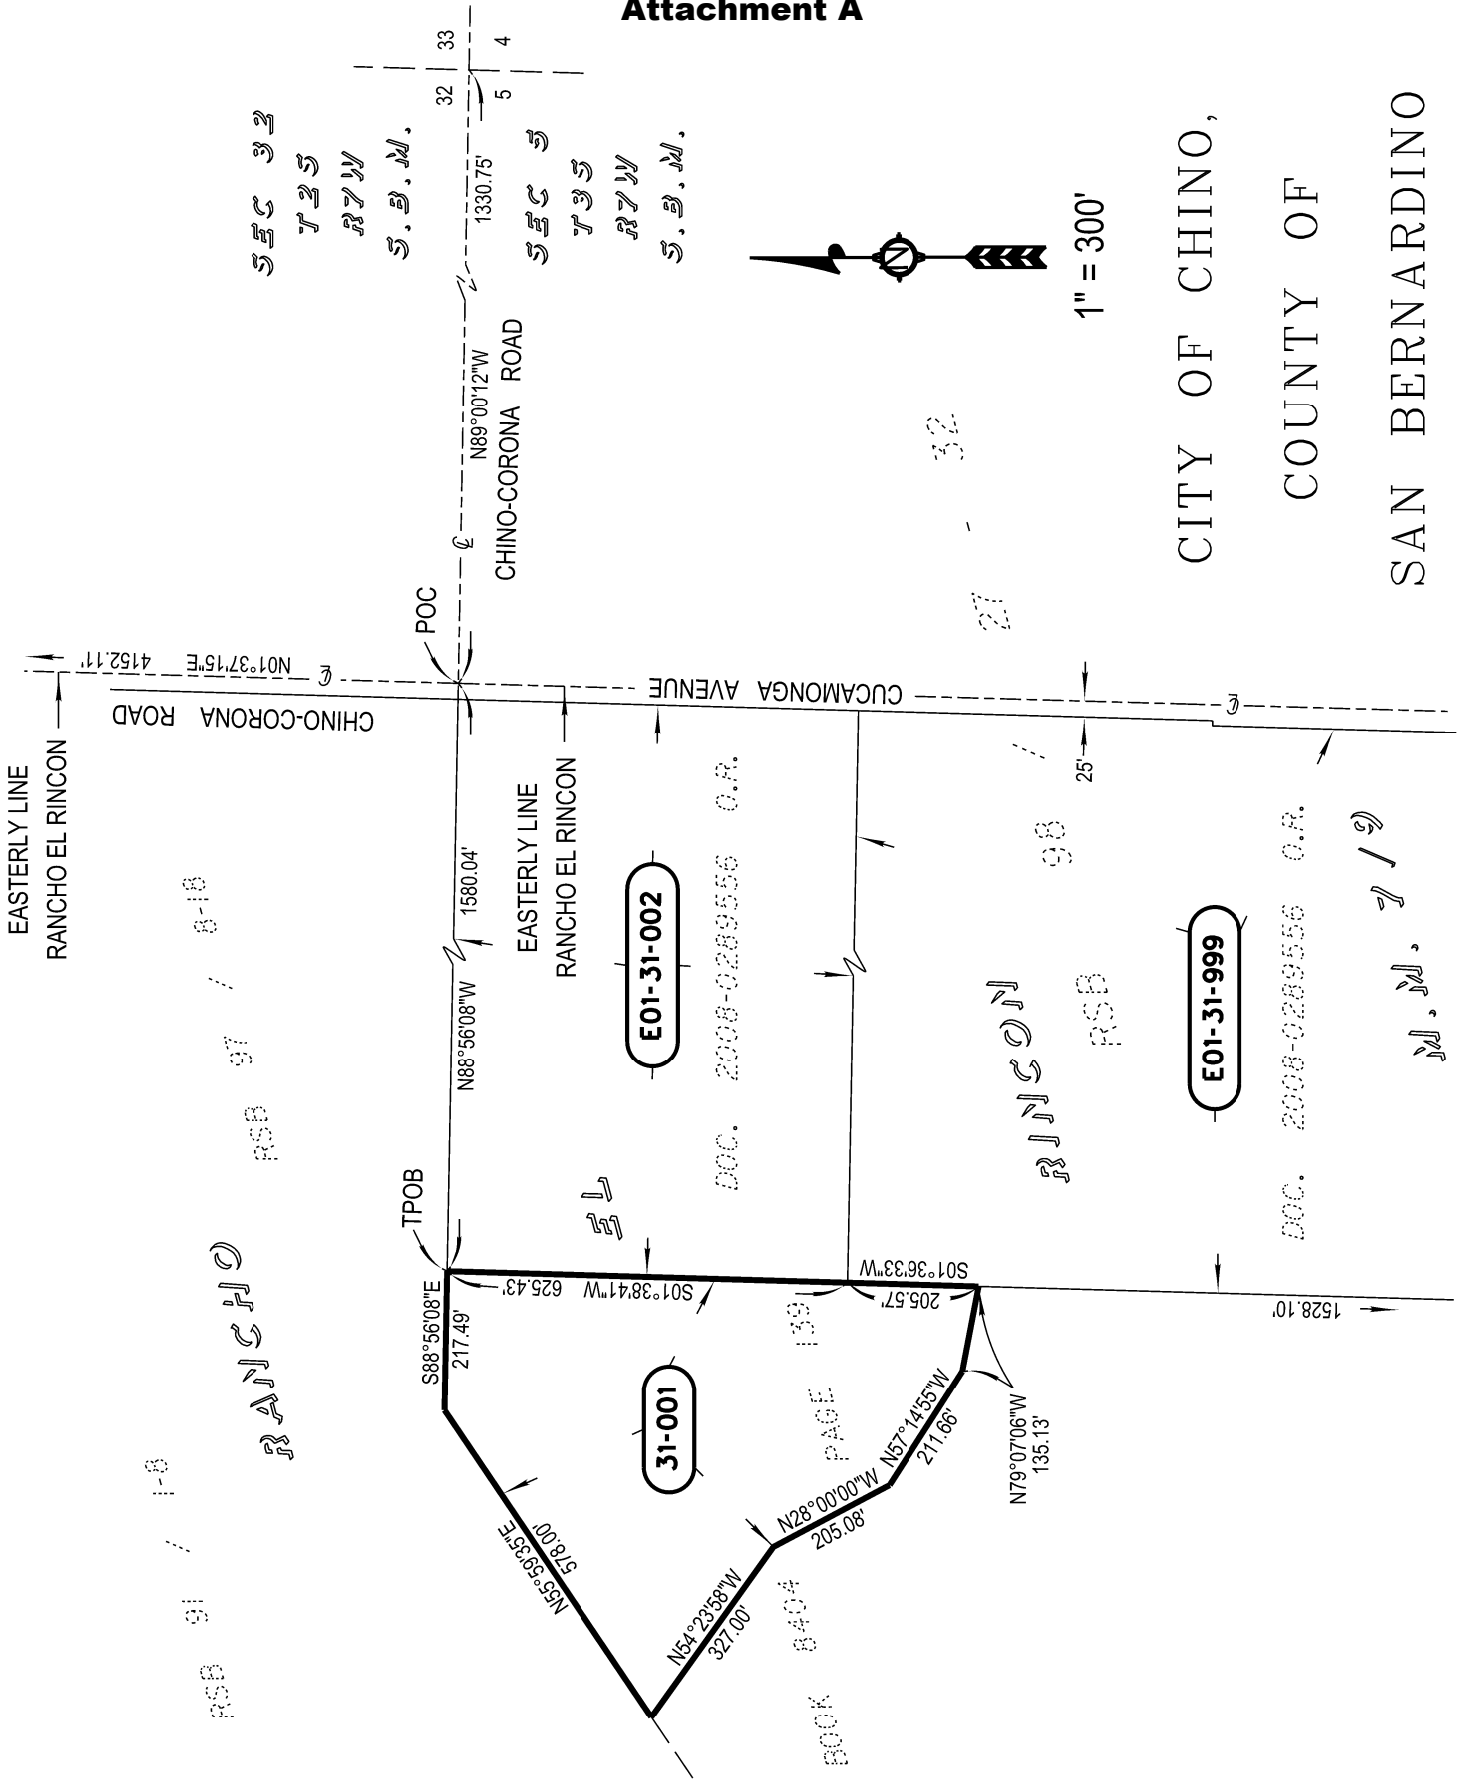 Attachment A
33
4
32
5
SEC 32
T2S
R7W
S.B.M.
1330.75'
SEC 5
T3S
R7W
S.B.M.
N89°00'12"W
CHINO-CORONA ROAD
1" = 300'
CITY OF CHINO,
COUNTY OF
SAN BERNARDINO
27 - 32
POC
N01°37'15"E 4152.11'
CHINO-CORONA ROAD
CUCAMONGA AVENUE
EASTERLY LINE
RANCHO EL RINCON
1580.04'
EASTERLY LINE
RANCHO EL RINCON
25'
RSB 97 / 8-18
N88°56'08"W
E01-31-002
DOC. 2008-0289556 O.R.
RSB 98 /
E01-31-999
DOC. 2008-0289556 O.R.
M.M. 7/9
RANCHO EL RINCON
TPOB
S88°56'08"E
217.49'
625.43'
S01°38'41"W
S01°36'33"W
205.57'
1528.10'
31-001
N55°59'35"E
578.00'
N57°14'55"W
211.66'
N79°07'06"W
135.13'
N28°00'00"W
205.08'
N54°23'58"W
327.00'
RSB 91 / 1-8
BOOK 8404 PAGE 139